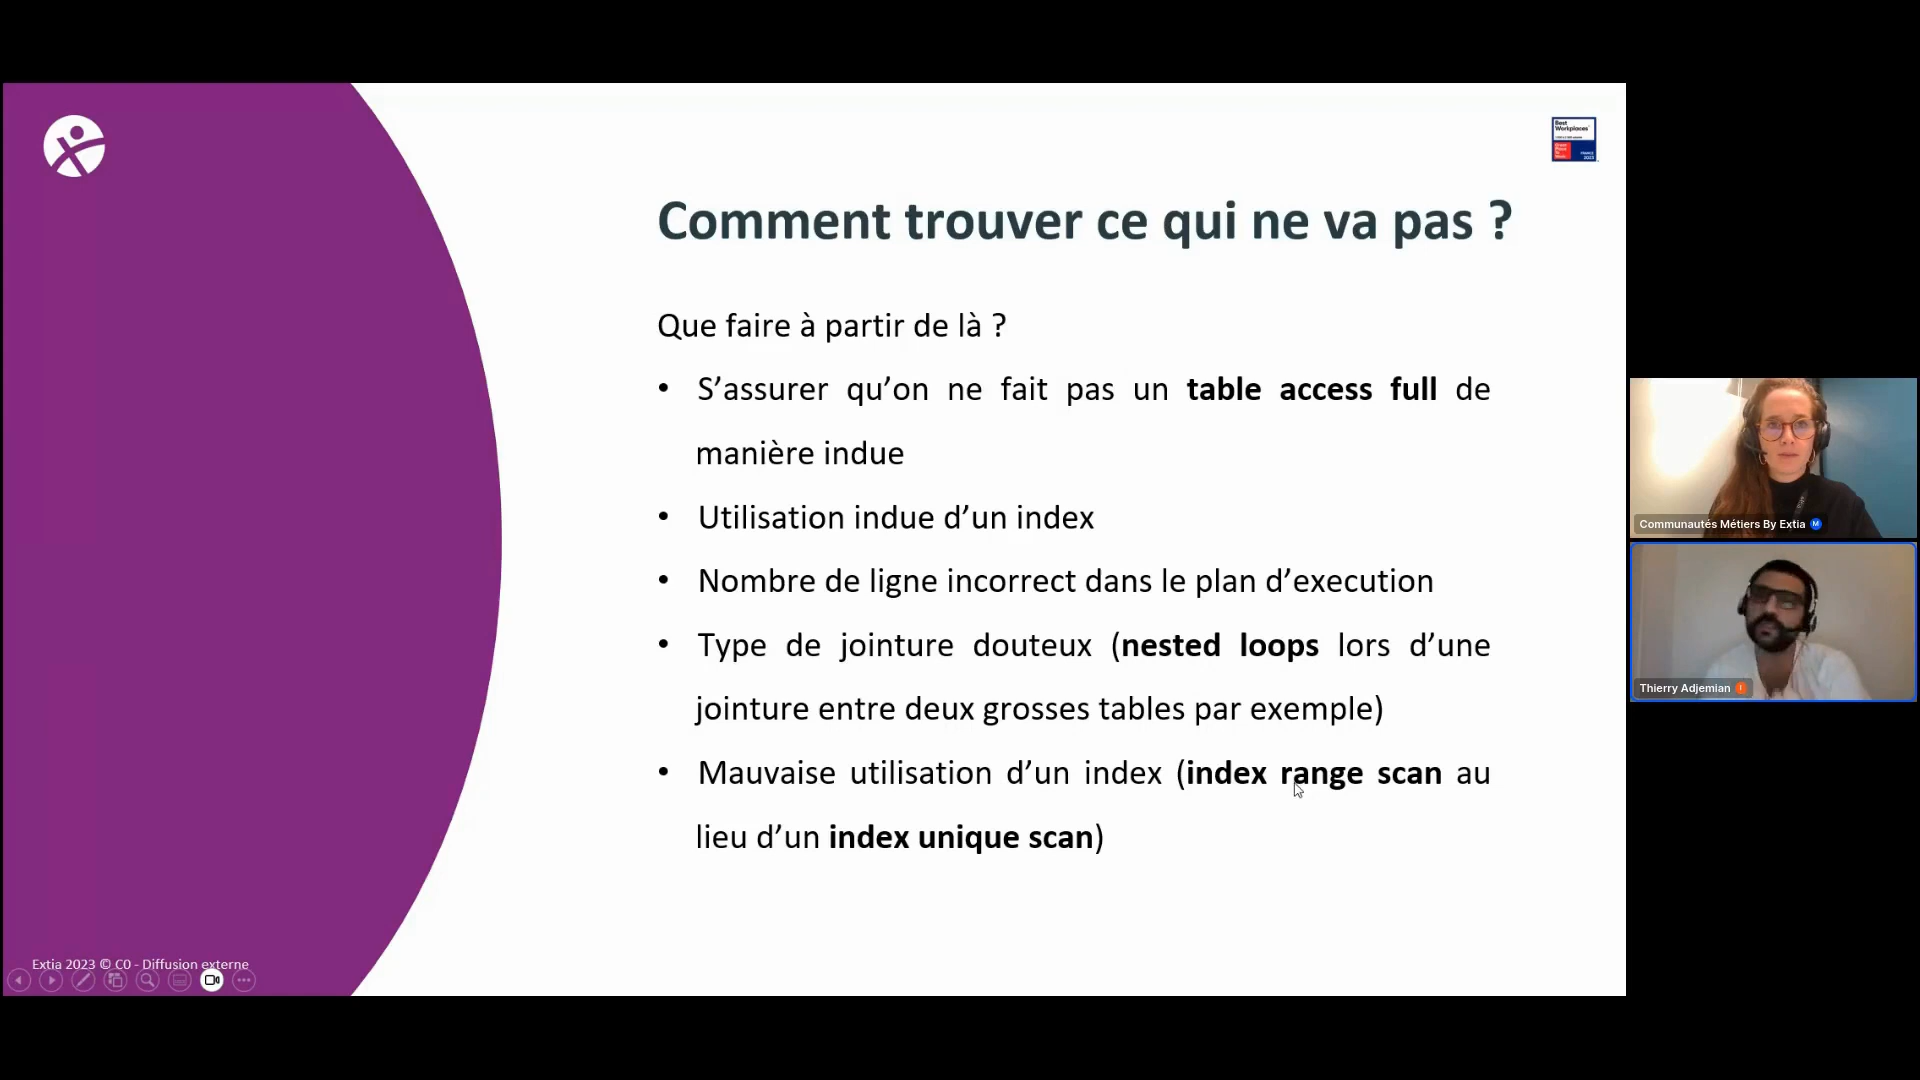 Best
Workplaces
FRANCE
2023
Comment trouver ce qui ne va pas ?
Que faire à partir de là ?
• S’assurer qu’on ne fait pas un table access full de
manière indue
• Utilisation indue d’un index
• Nombre de ligne incorrect dans le plan d’execution
• Type de jointure douteux (nested loops lors d’une
jointure entre deux grosses tables par exemple)
• Mauvaise utilisation d’un index (index range scan au
lieu d’un index unique scan)
Extia 2023 © C0 - Diffusion externe
Communautés Métiers By Extia M
Thierry Adjemian